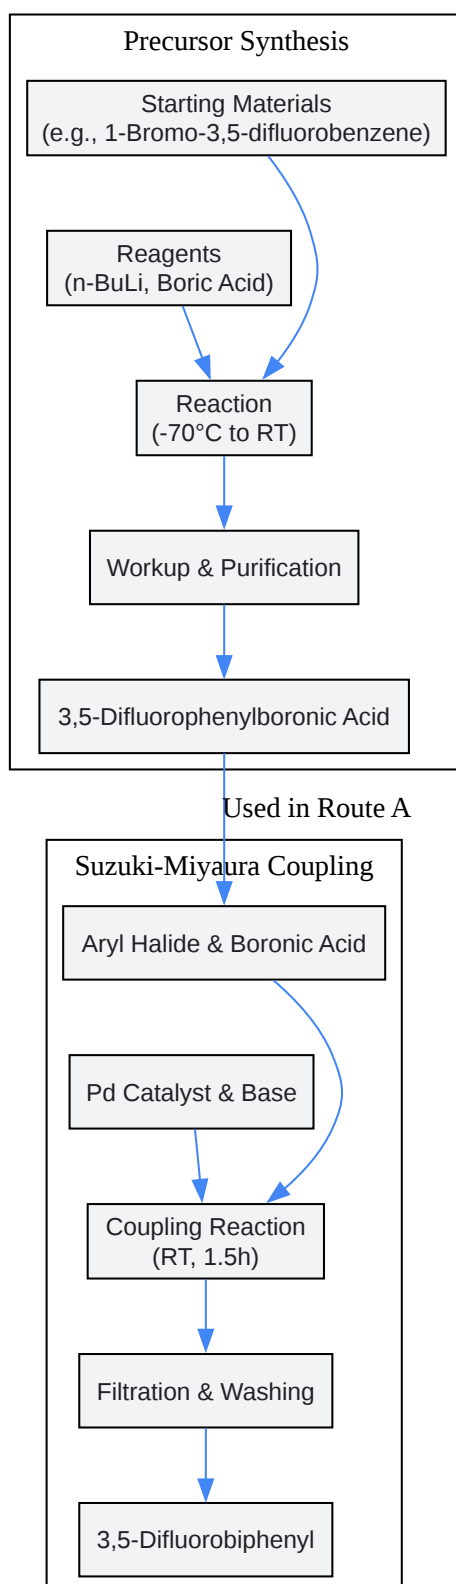 Precursor Synthesis
Starting Materials
(e.g., 1-Bromo-3,5-difluorobenzene)
Reagents
(n-BuLi, Boric Acid)
Reaction
(-70°C to RT)
Workup & Purification
3,5-Difluorophenylboronic Acid
Used in Route A
Suzuki-Miyaura Coupling
Aryl Halide & Boronic Acid
Pd Catalyst & Base
Coupling Reaction
(RT, 1.5h)
Filtration & Washing
3,5-Difluorobiphenyl